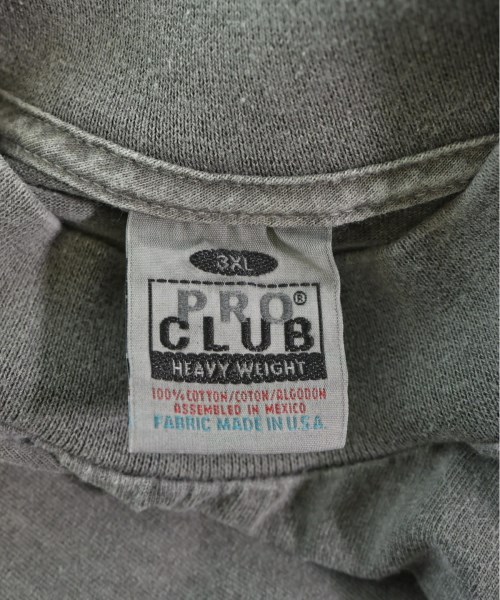 3XL
PRO®
CLUB
HEAVY WEIGHT
100% COTTON/COTON/ALGODON
ASSEMBLED IN MEXICO
FABRIC MADE IN U.S.A.